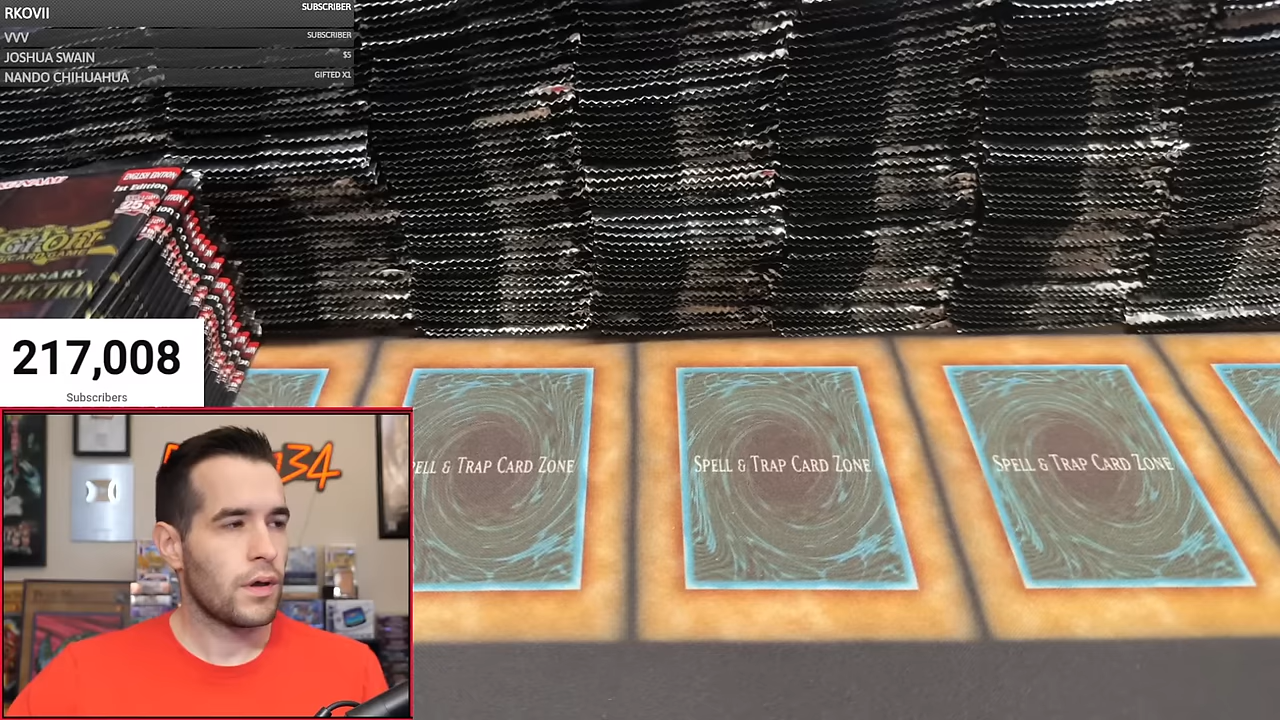 RKOVII SUBSCRIBER
VVV SUBSCRIBER
JOSHUA SWAIN $5
NANDO CHIHUAHUA GIFTED X1
ENGLISH EDITION
1st Edition
217,008
Subscribers
34
SPELL & TRAP CARD ZONE
SPELL & TRAP CARD ZONE
ELL & TRAP CARD ZONE